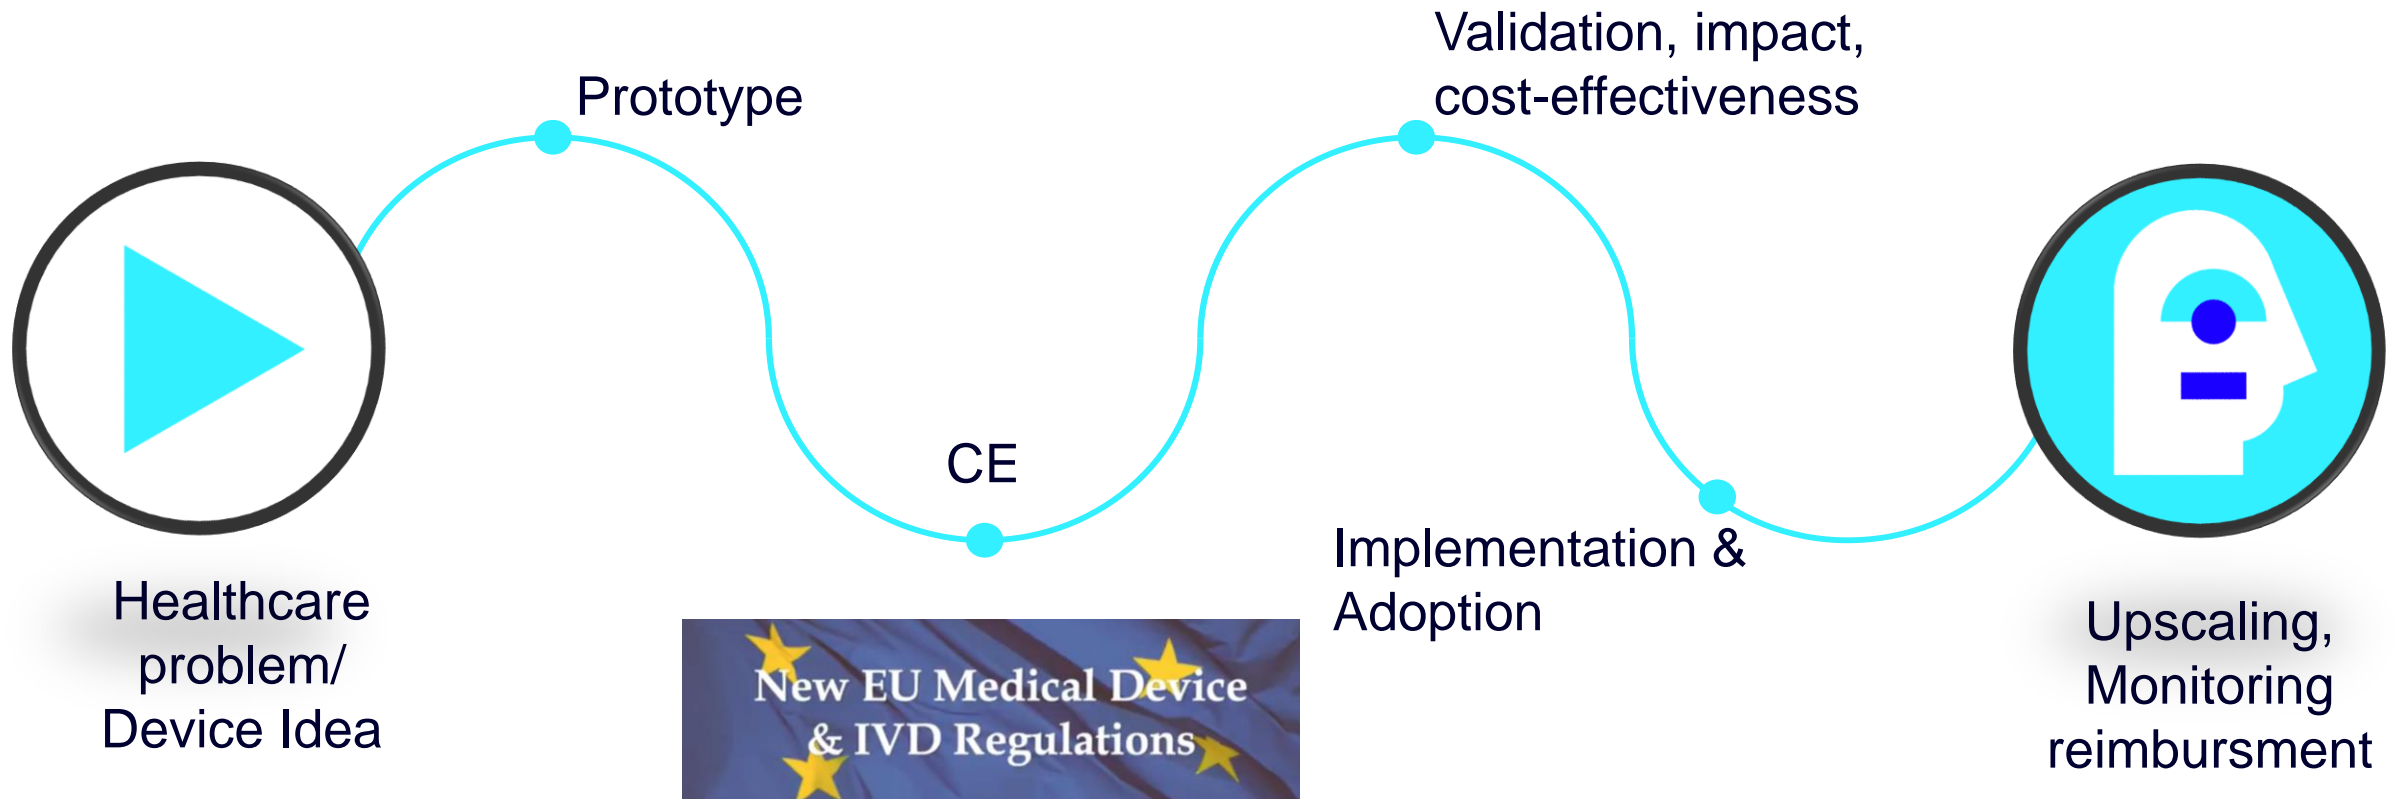 Healthcare
problem/
Device Idea
Prototype
CE
New EU Medical Device
& IVD Regulations
Validation, impact,
cost-effectiveness
Implementation &
Adoption
Upscaling,
Monitoring
reimbursment